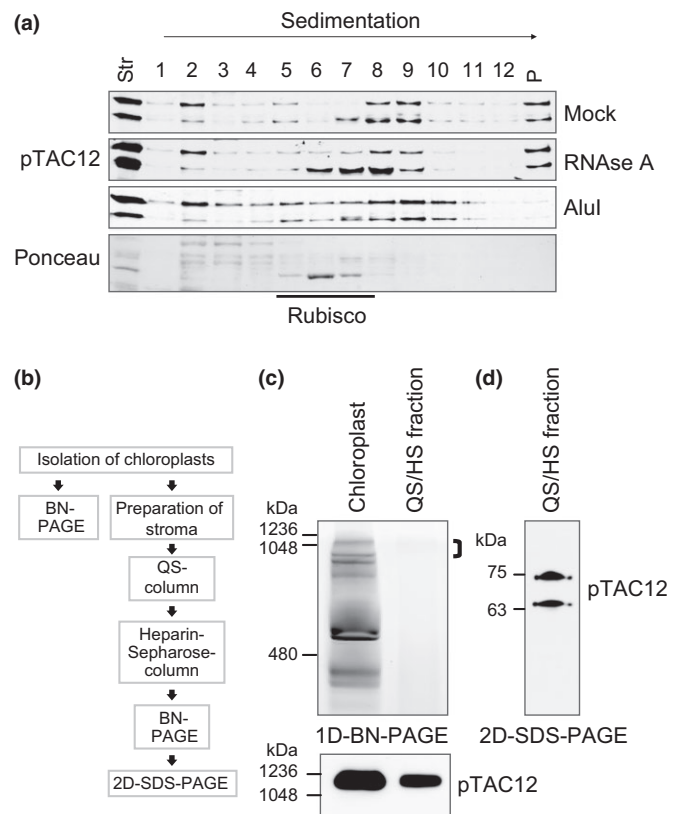 (a)
Sedimentation
Str 1 2 3 4 5 6 7 8 9 10 11 12 P
Mock
pTAC12
RNAse A
AluI
Ponceau
Rubisco
(b)
Isolation of chloroplasts
BN-
PAGE
Preparation of
stroma
QS-
column
Heparin-
Sepharose-
column
BN-
PAGE
2D-SDS-PAGE
(c)
Chloroplast
QS/HS fraction
kDa
1236
1048
480
1D-BN-PAGE
kDa
1236
1048
pTAC12
(d)
QS/HS fraction
kDa
75
63
pTAC12
2D-SDS-PAGE